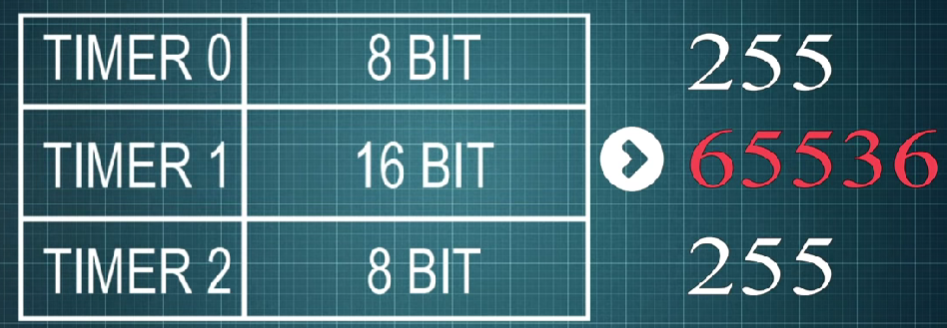 TIMER 0 8 BIT 255
TIMER 1 16 BIT 65536
TIMER 2 8 BIT 255